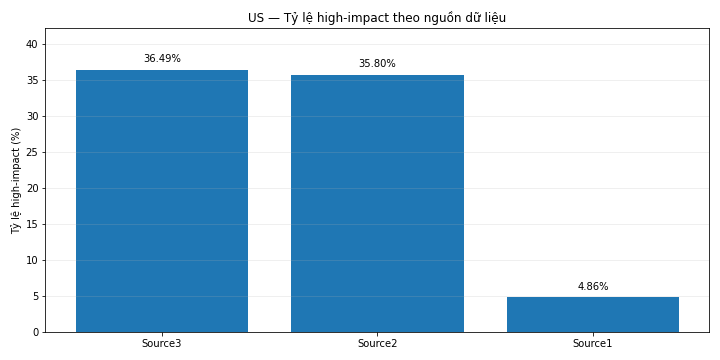 US — Tỷ lệ high-impact theo nguồn dữ liệu
Tỷ lệ high-impact (%)
40
35
30
25
20
15
10
5
0
36.49%
35.80%
4.86%
Source3
Source2
Source1